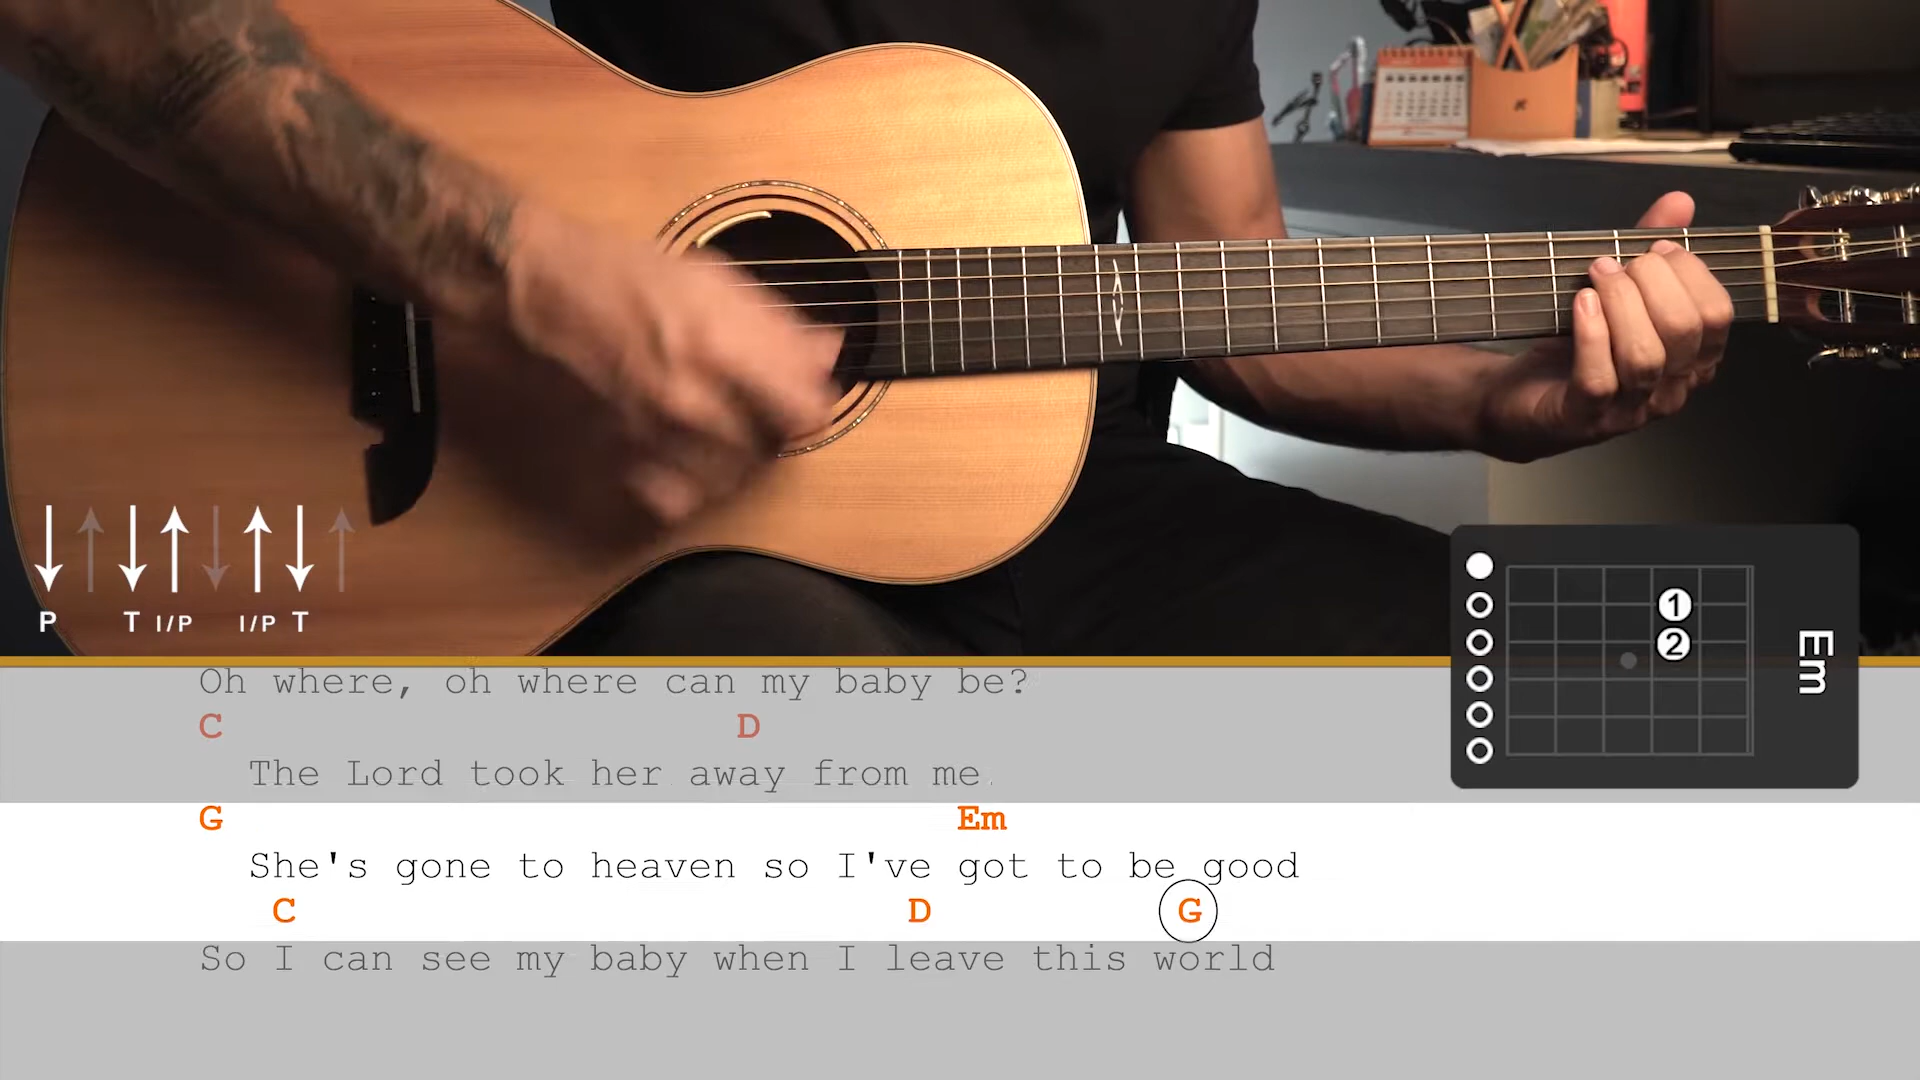 P T I/P I/P T
1
2
Em
Oh where, oh where can my baby be?
C D
The Lord took her away from me.
G Em
She's gone to heaven so I've got to be good
C D G
So I can see my baby when I leave this world